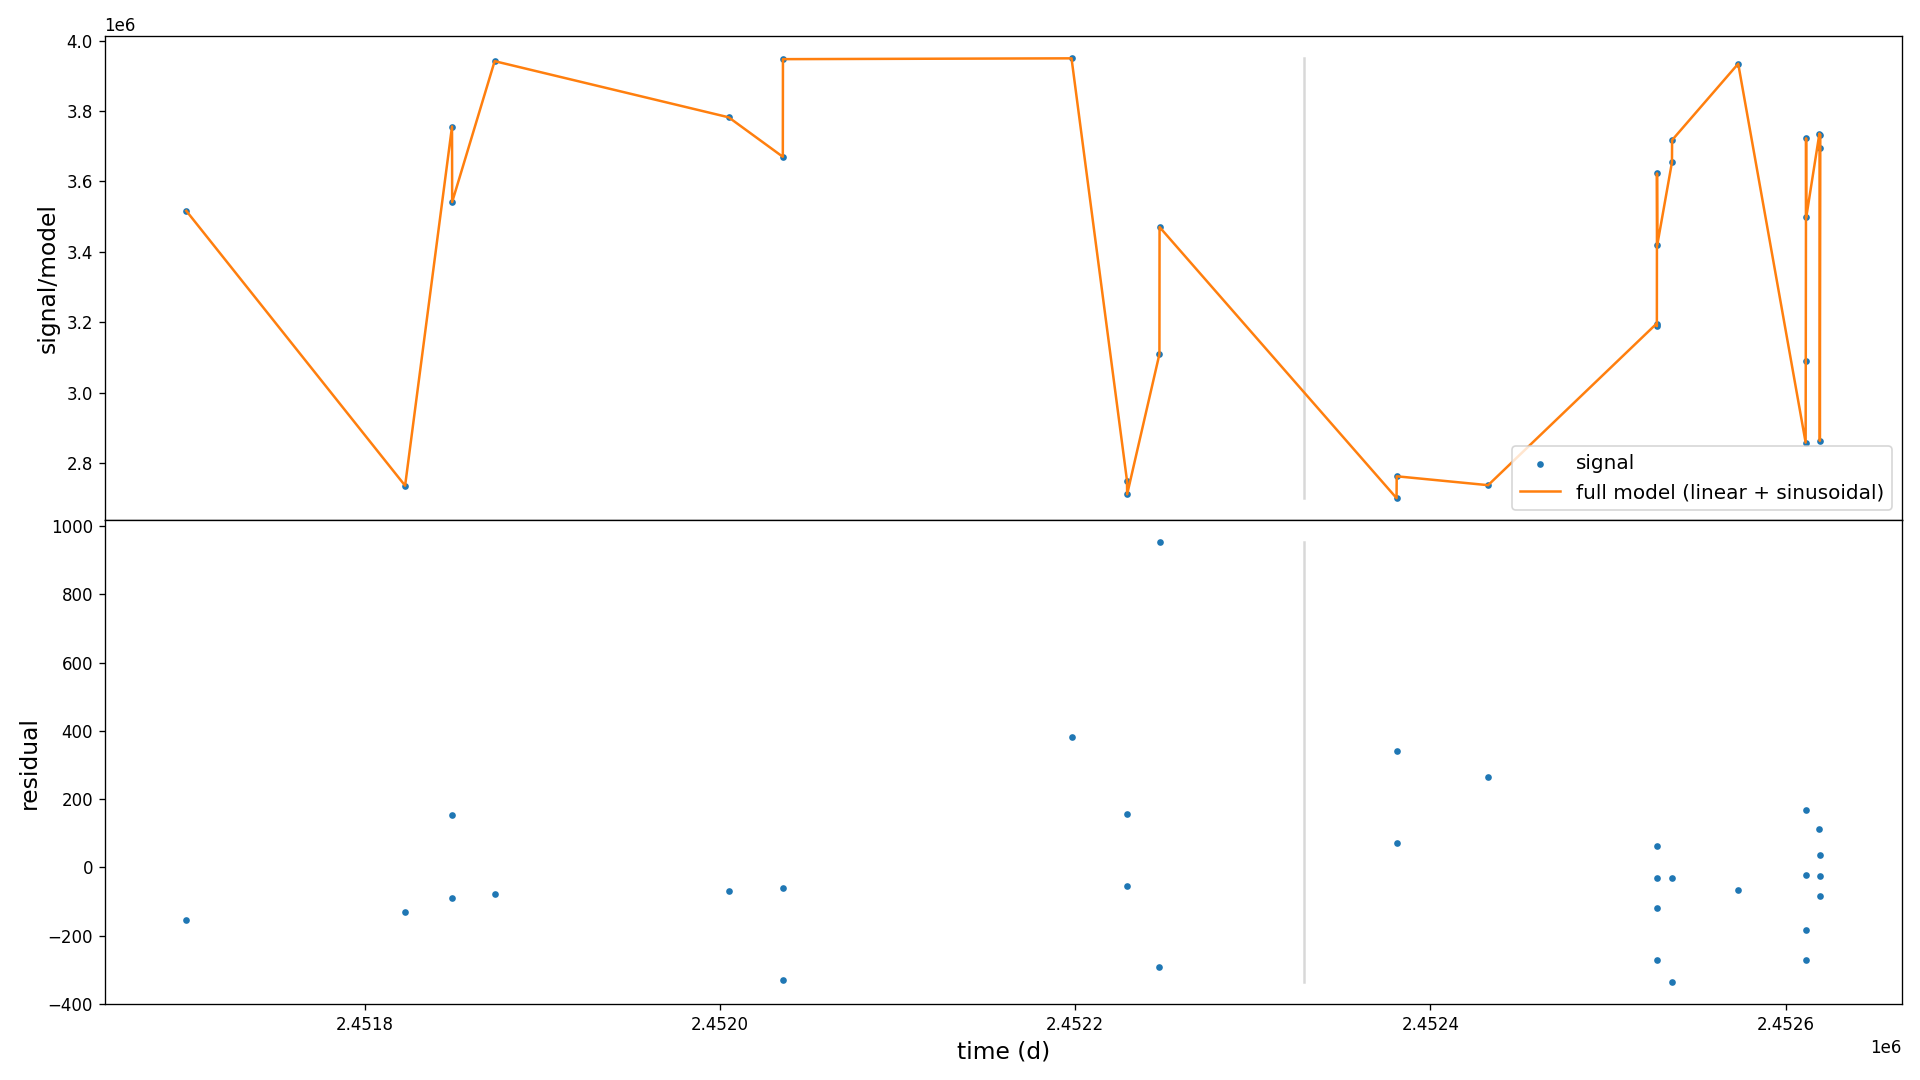 1e6
4.0
3.8
3.6
3.4
3.2
3.0
2.8
signal/model
signal
full model (linear + sinusoidal)
1000
800
600
400
200
0
−200
−400
residual
2.4518
2.4520
2.4522
2.4524
2.4526
1e6
time (d)